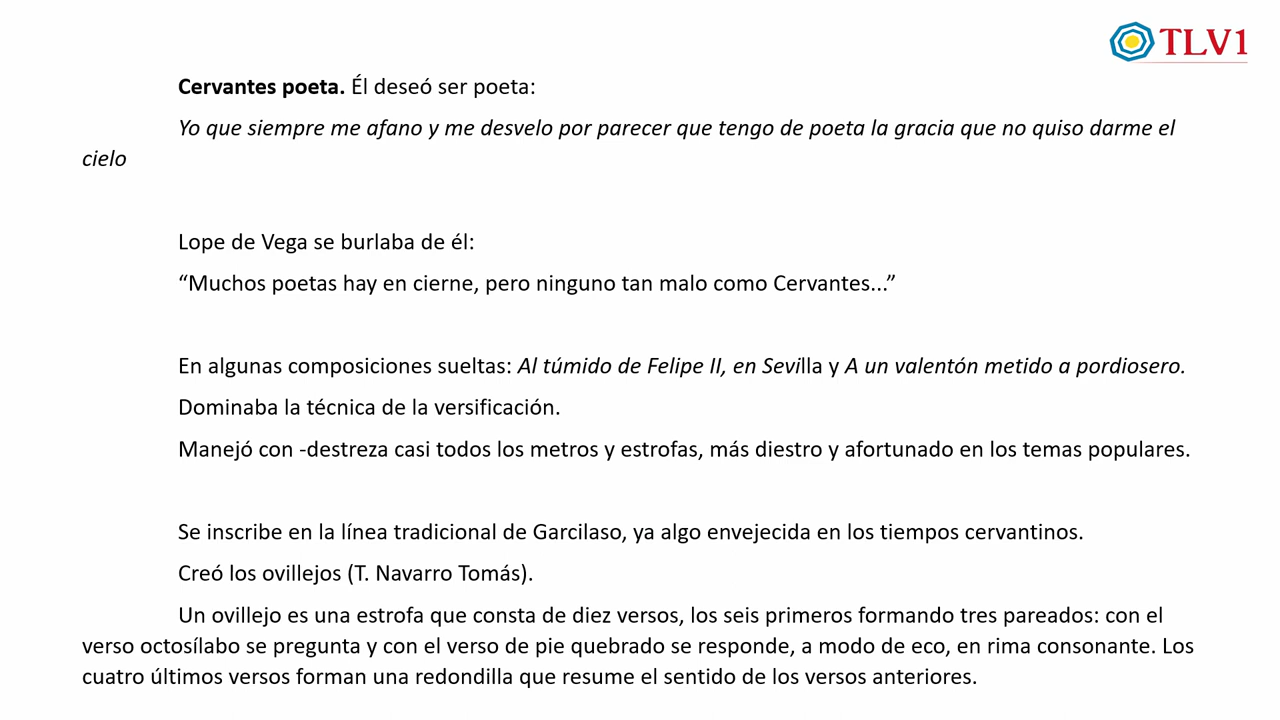 TLV1
Cervantes poeta. Él deseó ser poeta:
Yo que siempre me afano y me desvelo por parecer que tengo de poeta la gracia que no quiso darme el
cielo
Lope de Vega se burlaba de él:
“Muchos poetas hay en cierne, pero ninguno tan malo como Cervantes...”
En algunas composiciones sueltas: Al túmido de Felipe II, en Sevilla y A un valentón metido a pordiosero.
Dominaba la técnica de la versificación.
Manejó con -destreza casi todos los metros y estrofas, más diestro y afortunado en los temas populares.
Se inscribe en la línea tradicional de Garcilaso, ya algo envejecida en los tiempos cervantinos.
Creó los ovillejos (T. Navarro Tomás).
Un ovillejo es una estrofa que consta de diez versos, los seis primeros formando tres pareados: con el
verso octosílabo se pregunta y con el verso de pie quebrado se responde, a modo de eco, en rima consonante. Los
cuatro últimos versos forman una redondilla que resume el sentido de los versos anteriores.